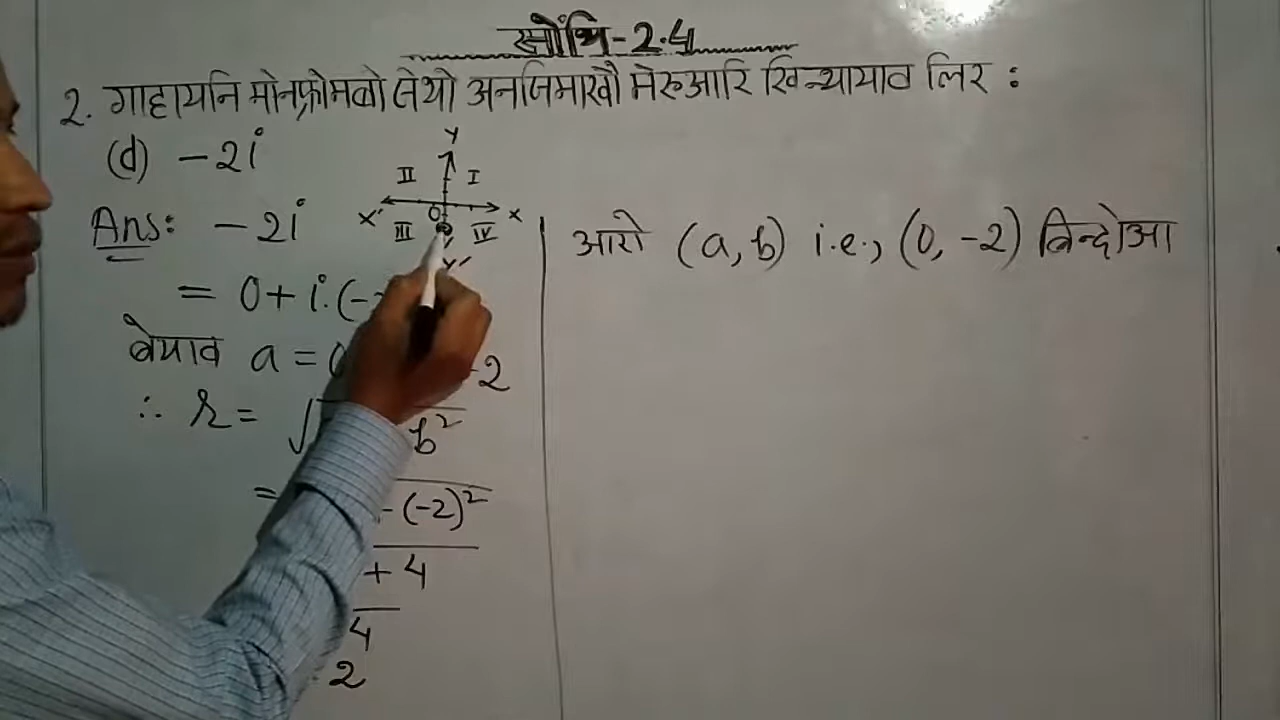 2.4
2. गाहायनि मोनफ्रोमबो लेयो अनजिमाखौ मेरुआरि खिन्थायाव लिर :
(d) -2i
Y
II I
X' O X
III IV
Y'
Ans: -2i
= 0 + i.(-
बेयाव a = 0 -2
∴ r = √ b²
= (-2)²
+ 4
4
2
आरो (a, b) i.e., (0, -2) बिन्दोआ